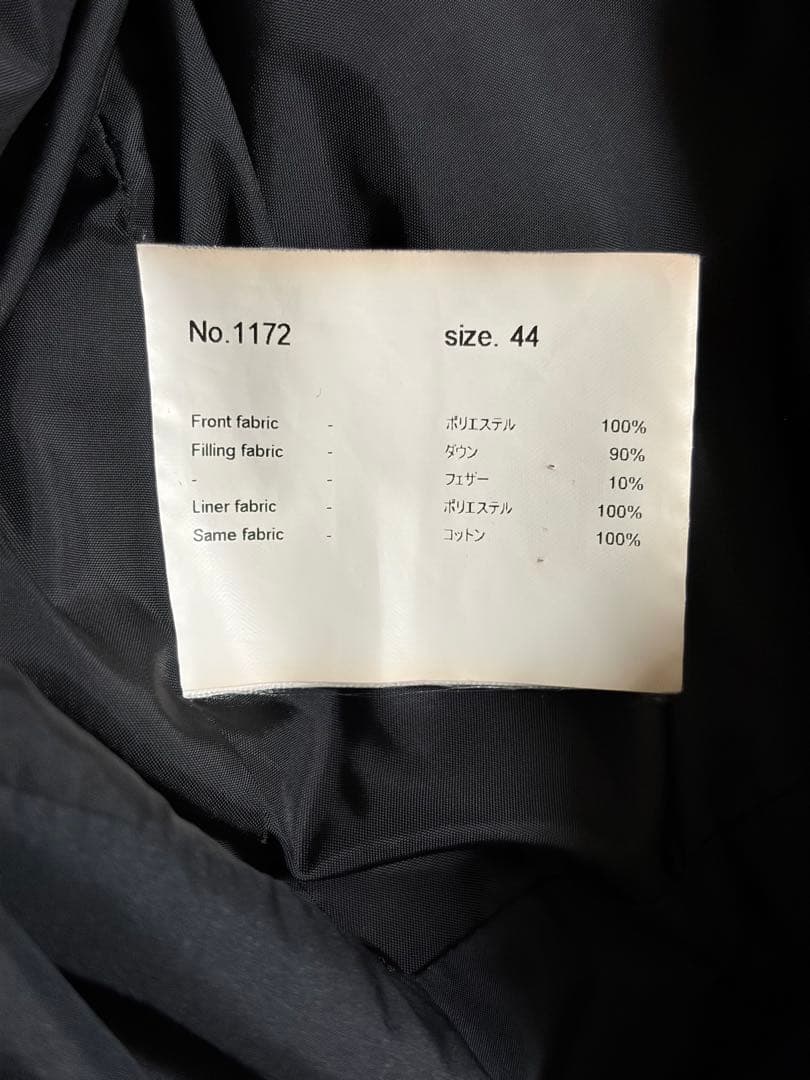 No.1172 size. 44
Front fabric - ポリエステル 100%
Filling fabric - ダウン 90%
- - フェザー 10%
Liner fabric - ポリエステル 100%
Same fabric - コットン 100%